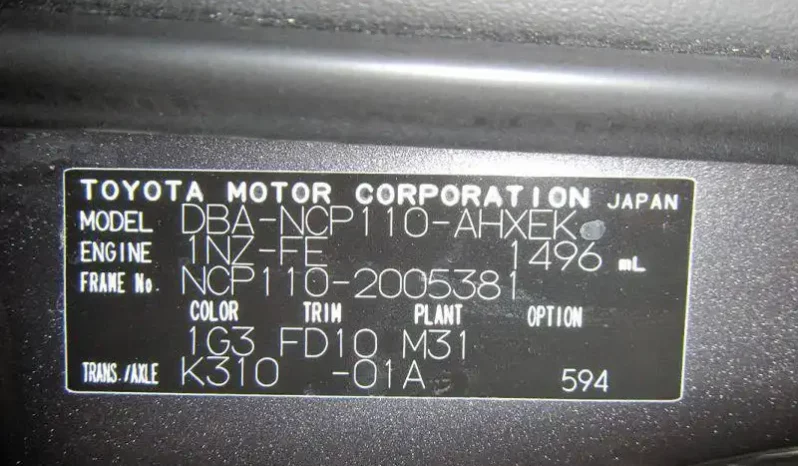 TOYOTA MOTOR CORPORATION JAPAN
MODEL DBA-NCP110-AHXEK
ENGINE 1NZ-FE 1496 mL
FRAME No. NCP110-2005381
COLOR TRIM PLANT OPTION
1G3 FD10 M31
TRANS./AXLE K310 -01A 594